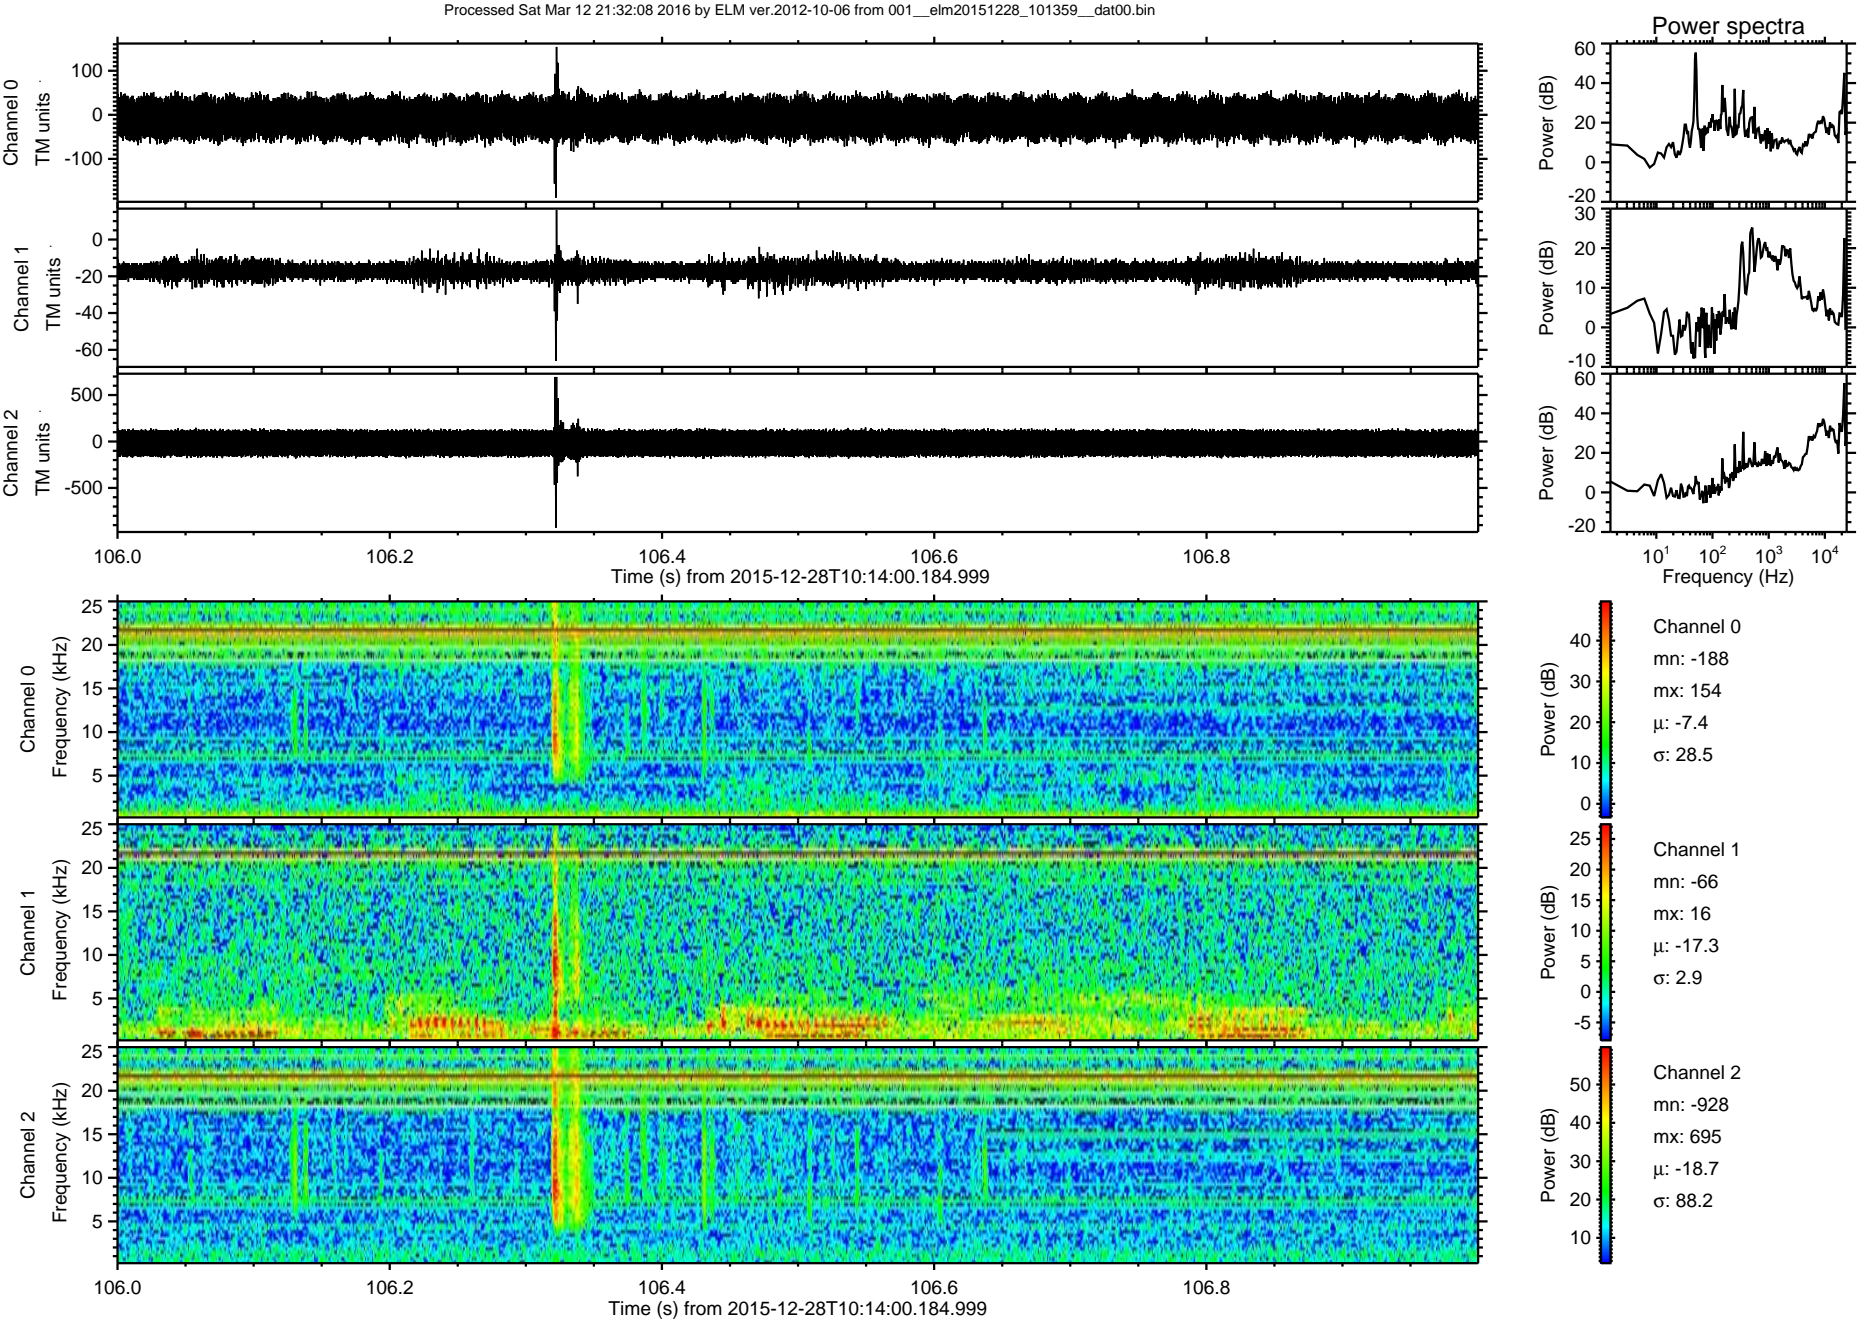 Processed Sat Mar 12 21:32:08 2016 by ELM ver.2012-10-06 from 001__elm20151228_101359__dat00.bin
Power spectra
Channel 0
TM units
100
0
-100
Power (dB)
60
40
20
0
-20
Channel 1
TM units
0
-20
-40
-60
Power (dB)
30
20
10
0
-10
Channel 2
TM units
500
0
-500
Power (dB)
60
40
20
0
-20
106.0 106.2 106.4 106.6 106.8
Time (s) from 2015-12-28T10:14:00.184.999
10¹ 10² 10³ 10⁴
Frequency (Hz)
Channel 0
Frequency (kHz)
25
20
15
10
5
Power (dB)
40
30
20
10
0
Channel 0
mn: -188
mx: 154
μ: -7.4
σ: 28.5
Channel 1
Frequency (kHz)
25
20
15
10
5
Power (dB)
25
20
15
10
5
0
-5
Channel 1
mn: -66
mx: 16
μ: -17.3
σ: 2.9
Channel 2
Frequency (kHz)
25
20
15
10
5
Power (dB)
50
40
30
20
10
Channel 2
mn: -928
mx: 695
μ: -18.7
σ: 88.2
106.0 106.2 106.4 106.6 106.8
Time (s) from 2015-12-28T10:14:00.184.999